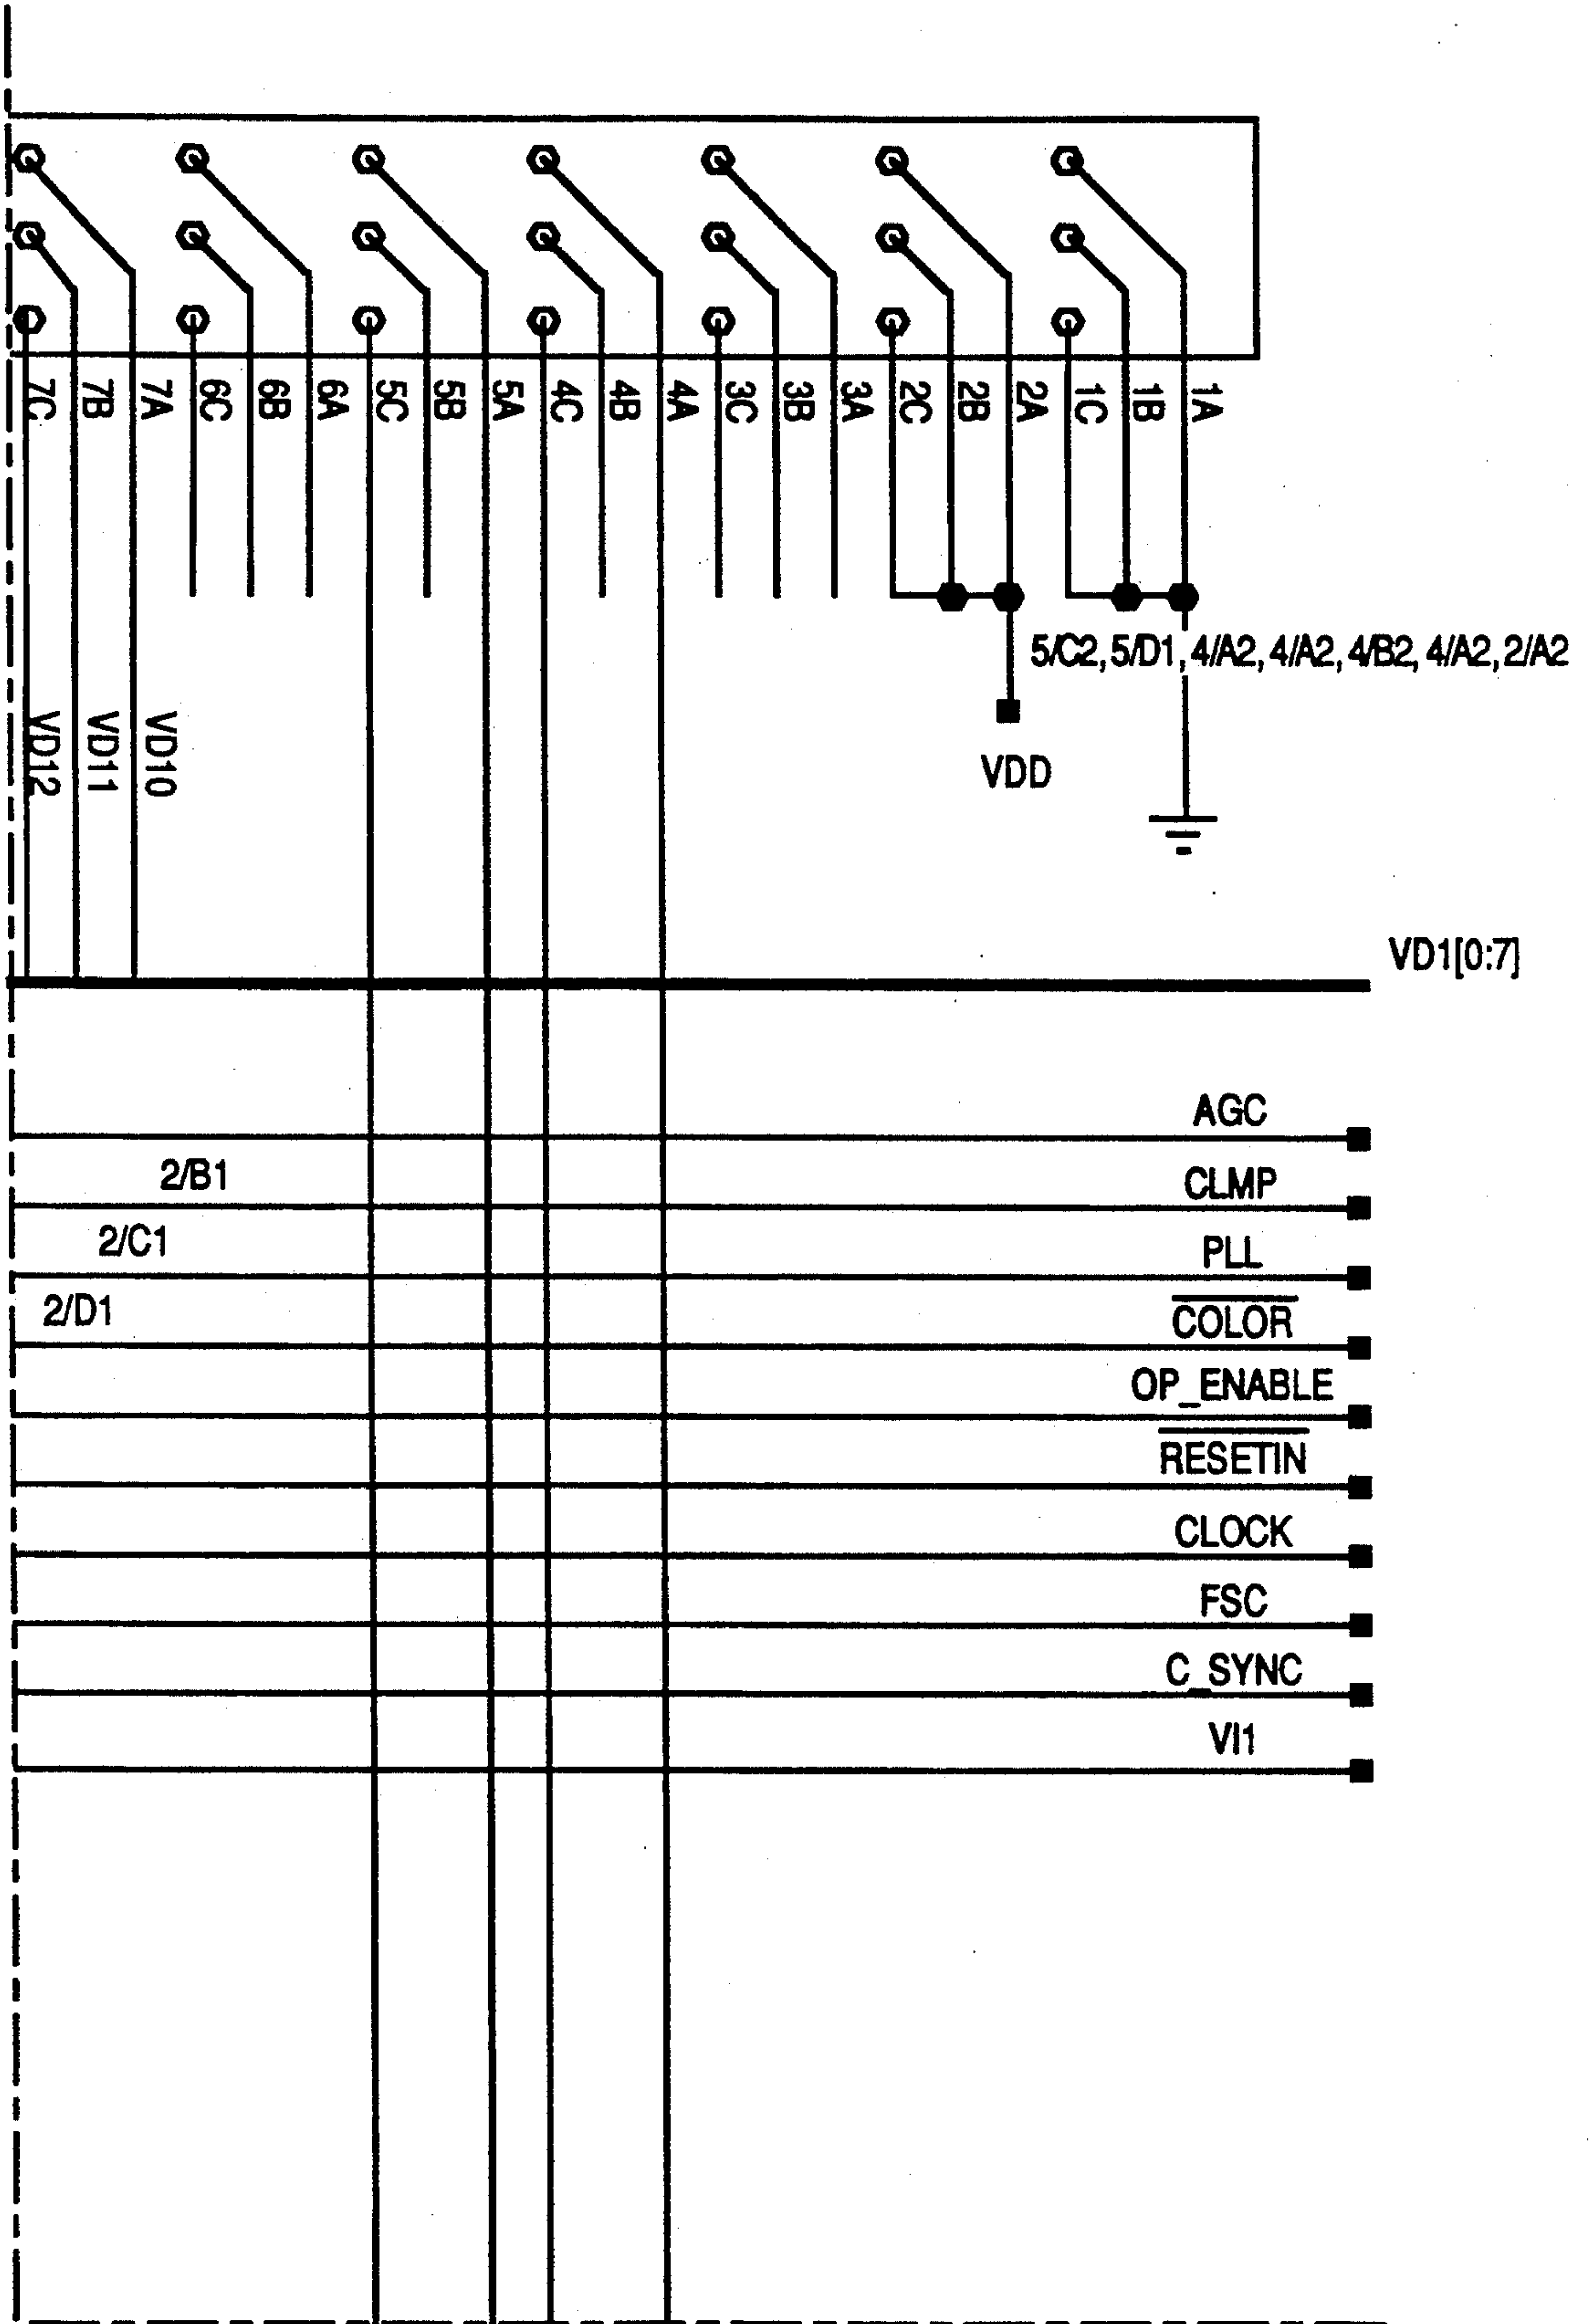 7C
7B
7A
6C
6B
6A
5C
5B
5A
4C
4B
4A
3C
3B
3A
2C
2B
2A
1C
1B
1A
5/C2, 5/D1, 4/A2, 4/A2, 4/B2, 4/A2, 2/A2
VD12
VD11
VD10
VDD
VD1[0:7]
AGC
2/B1
CLMP
2/C1
PLL
2/D1
COLOR
OP_ENABLE
RESETIN
CLOCK
FSC
C_SYNC
VI1